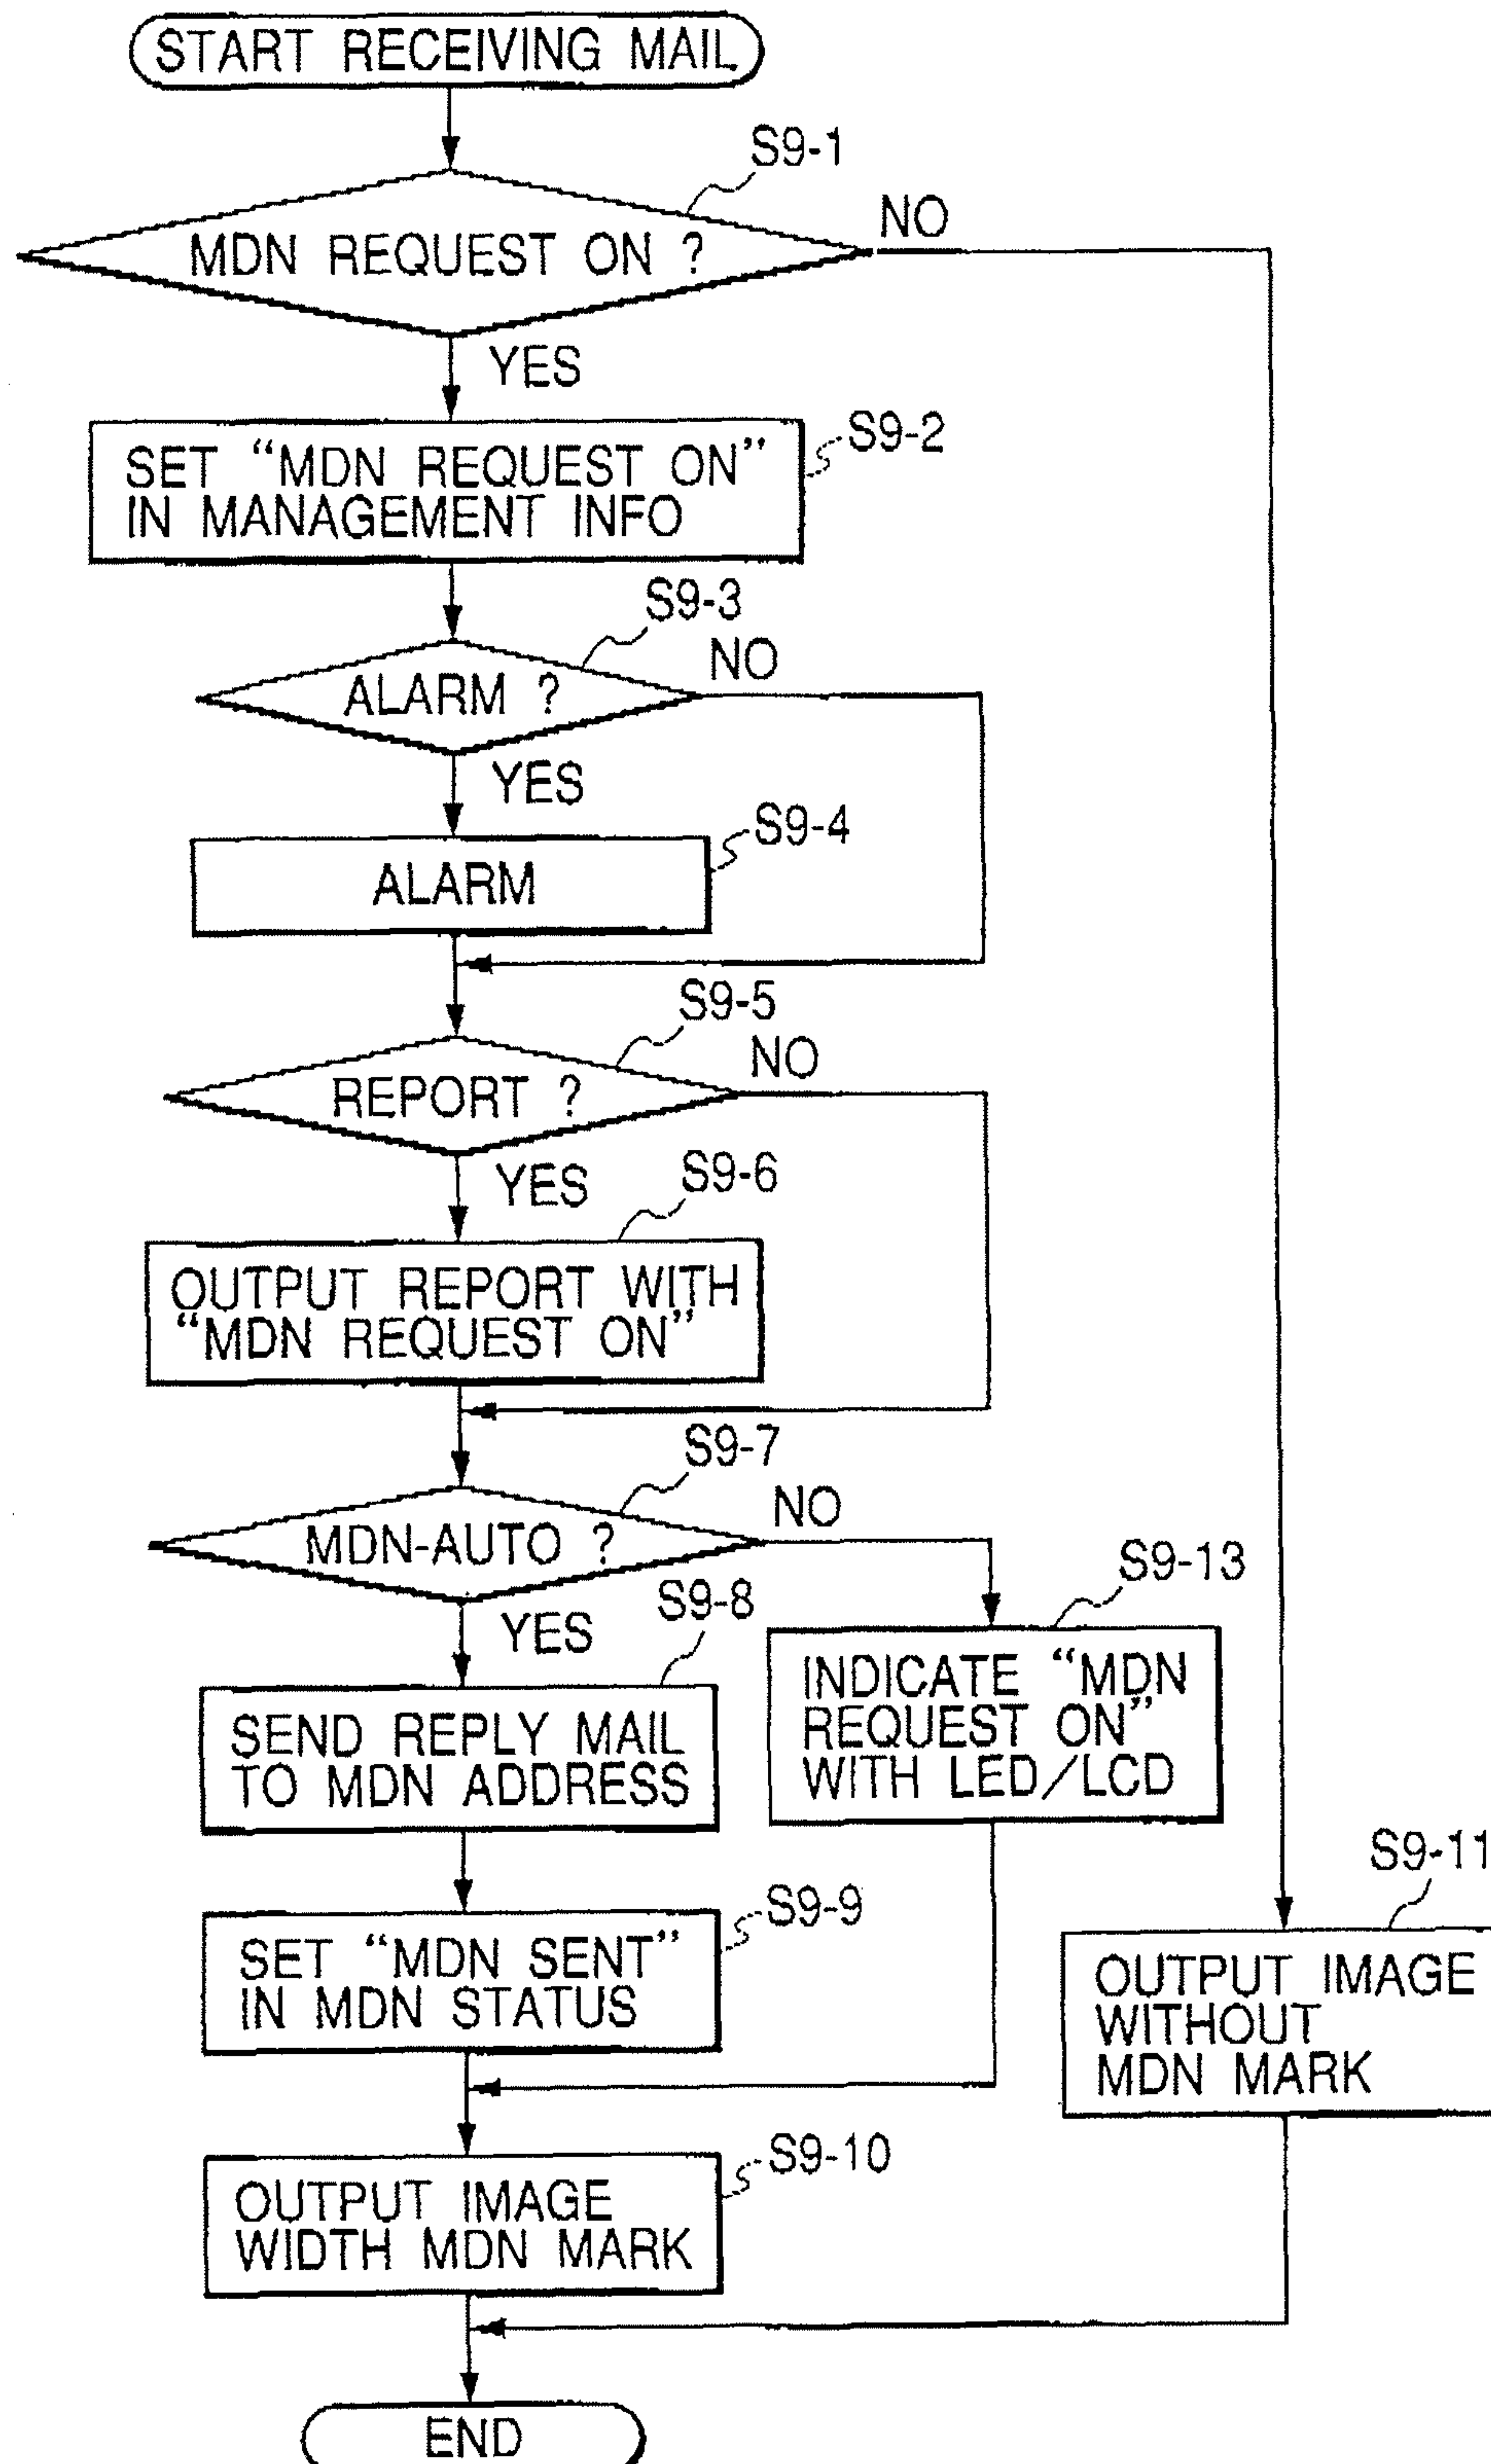 START RECEIVING MAIL
S9-1
MDN REQUEST ON ?
NO
YES
S9-2
SET “MDN REQUEST ON”
IN MANAGEMENT INFO
S9-3
ALARM ?
NO
YES
S9-4
ALARM
S9-5
REPORT ?
NO
YES
S9-6
OUTPUT REPORT WITH
“MDN REQUEST ON”
S9-7
MDN-AUTO ?
NO
YES
S9-8
SEND REPLY MAIL
TO MDN ADDRESS
S9-13
INDICATE “MDN
REQUEST ON”
WITH LED/LCD
S9-9
SET “MDN SENT”
IN MDN STATUS
S9-11
OUTPUT IMAGE
WITHOUT
MDN MARK
S9-10
OUTPUT IMAGE
WIDTH MDN MARK
END